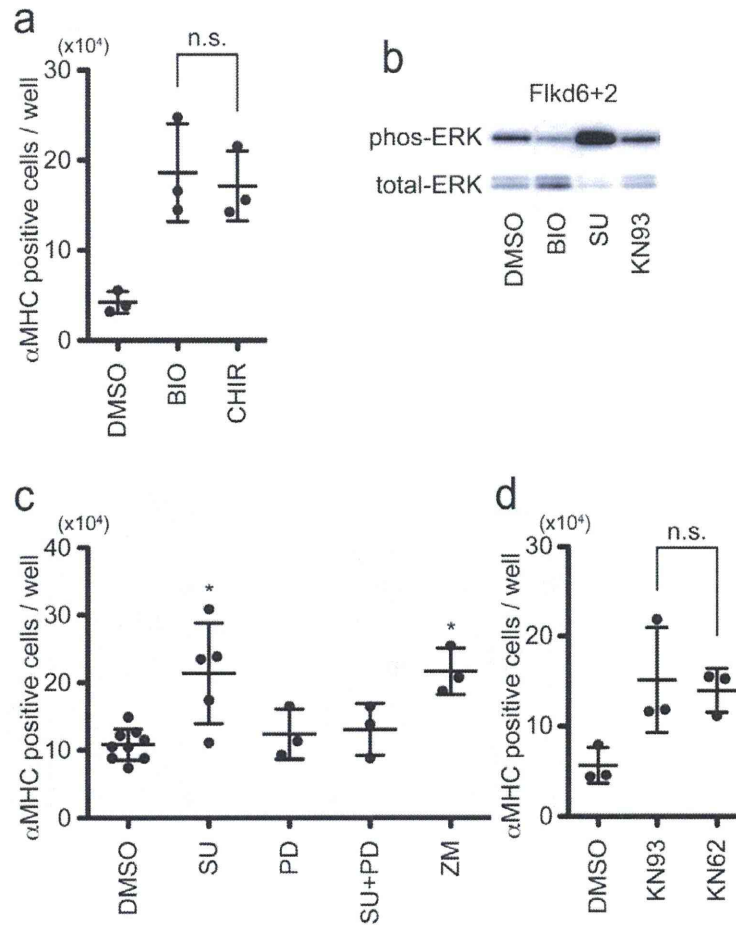 a
(x10⁴)
n.s.
30
20
10
0
αMHC positive cells / well
DMSO
BIO
CHIR
b
Flkd6+2
phos-ERK
total-ERK
DMSO
BIO
SU
KN93
c
(x10⁴)
40
30
20
10
0
αMHC positive cells / well
*
*
DMSO
SU
PD
SU+PD
ZM
d
(x10⁴)
n.s.
30
20
10
0
αMHC positive cells / well
DMSO
KN93
KN62